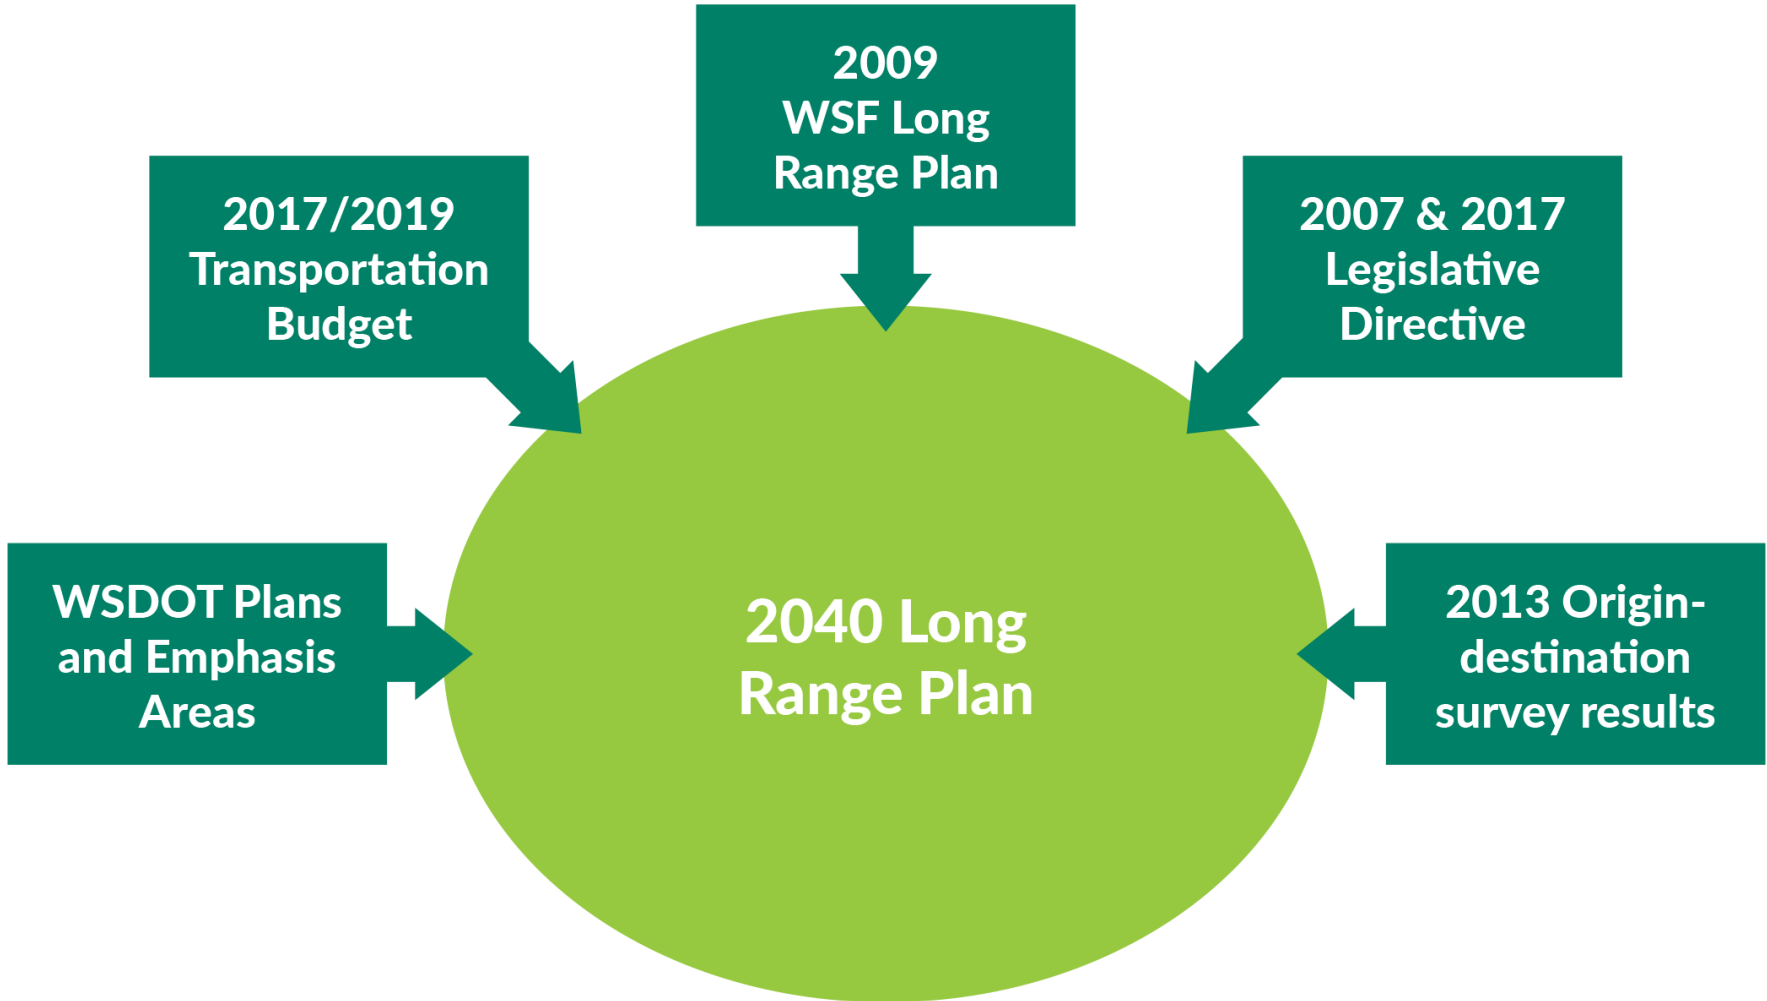 2009
WSF Long
Range Plan
2017/2019
Transportation
Budget
2007 & 2017
Legislative
Directive
WSDOT Plans
and Emphasis
Areas
2040 Long
Range Plan
2013 Origin-
destination
survey results